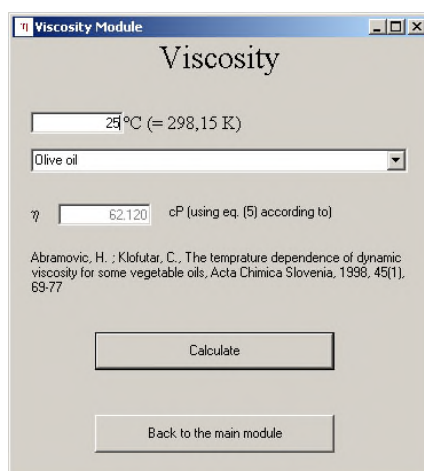 η Viscosity Module
Viscosity
25 °C (= 298,15 K)
Olive oil
η 62.120 cP (using eq. (5) according to)
Abramovic, H. ; Klofutar, C., The temprature dependence of dynamic
viscosity for some vegetable oils, Acta Chimica Slovenia, 1998, 45(1),
69-77
Calculate
Back to the main module